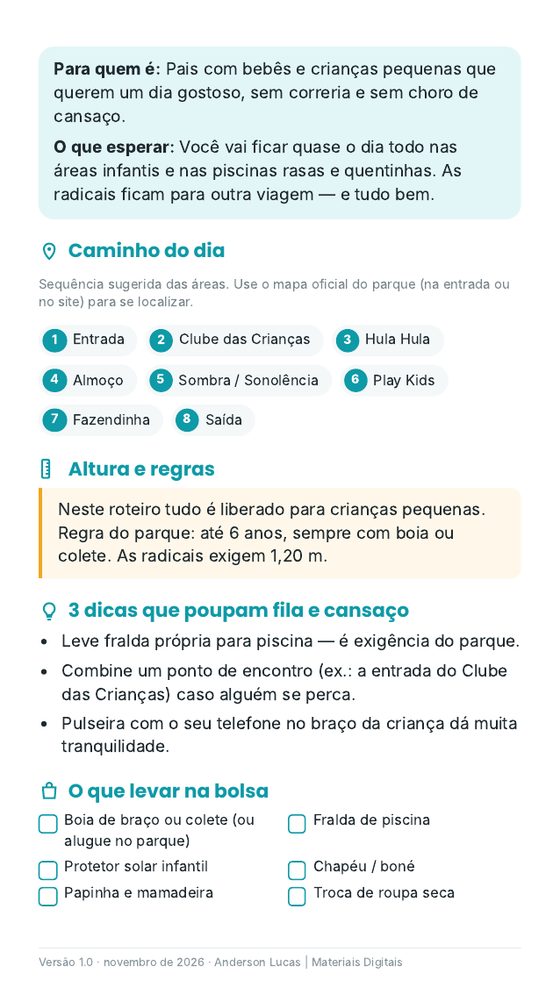 Para quem é: Pais com bebês e crianças pequenas que
querem um dia gostoso, sem correria e sem choro de
cansaço.
O que esperar: Você vai ficar quase o dia todo nas
áreas infantis e nas piscinas rasas e quentinhas. As
radicais ficam para outra viagem — e tudo bem.
Caminho do dia
Sequência sugerida das áreas. Use o mapa oficial do parque (na entrada ou
no site) para se localizar.
1 Entrada 2 Clube das Crianças 3 Hula Hula
4 Almoço 5 Sombra / Sonolência 6 Play Kids
7 Fazendinha 8 Saída
Altura e regras
Neste roteiro tudo é liberado para crianças pequenas.
Regra do parque: até 6 anos, sempre com boia ou
colete. As radicais exigem 1,20 m.
3 dicas que poupam fila e cansaço
• Leve fralda própria para piscina — é exigência do parque.
• Combine um ponto de encontro (ex.: a entrada do Clube
das Crianças) caso alguém se perca.
• Pulseira com o seu telefone no braço da criança dá muita
tranquilidade.
O que levar na bolsa
Boia de braço ou colete (ou
alugue no parque)
Fralda de piscina
Protetor solar infantil
Chapéu / boné
Papinha e mamadeira
Troca de roupa seca
Versão 1.0 · novembro de 2026 · Anderson Lucas | Materiais Digitais